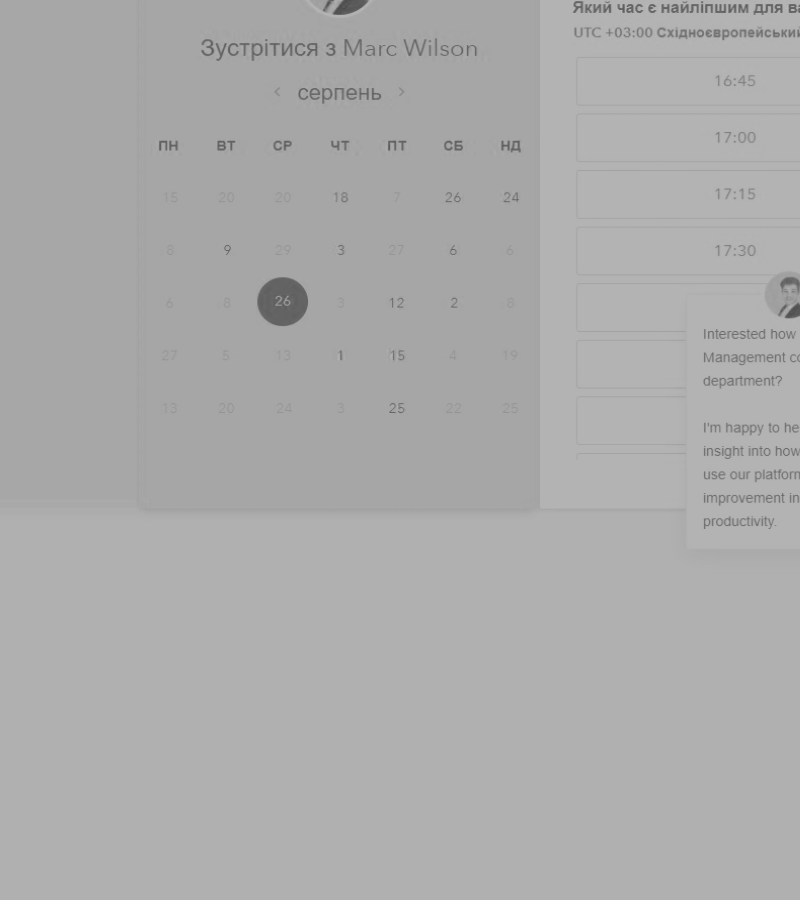 Зустрітися з Marc Wilson
‹ серпень ›
ПН ВТ СР ЧТ ПТ СБ НД
15 20 20 18 7 26 24
8 9 29 3 27 6 6
6 8 26 3 12 2 8
27 5 13 1 15 4 19
13 20 24 3 25 22 25
Який час є найліпшим для ва
UTC +03:00 Східноєвропейський
16:45
17:00
17:15
17:30
Interested how
Management co
department?
I'm happy to he
insight into how
use our platform
improvement in
productivity.